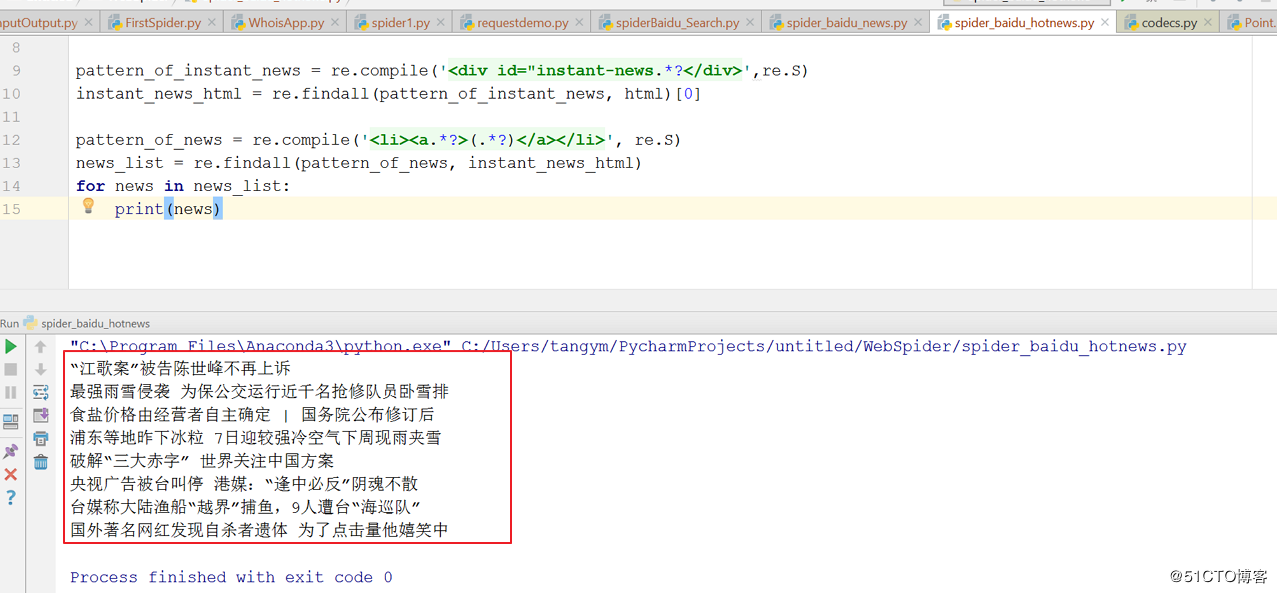 nputOutput.py FirstSpider.py WhoisApp.py spider1.py requestdemo.py spiderBaidu_Search.py spider_baidu_news.py spider_baidu_hotnews.py codecs.py Point.
8
9 pattern_of_instant_news = re.compile('<div id="instant-news.*?</div>',re.S)
10 instant_news_html = re.findall(pattern_of_instant_news, html)[0]
11
12 pattern_of_news = re.compile('<li><a.*?>(.*?)</a></li>', re.S)
13 news_list = re.findall(pattern_of_news, instant_news_html)
14 for news in news_list:
15 print(news)
Run spider_baidu_hotnews
"C:\Program Files\Anaconda3\python.exe" C:/Users/tangym/PycharmProjects/untitled/WebSpider/spider_baidu_hotnews.py
“江歌案”被告陈世峰不再上诉
最强雨雪侵袭 为保公交运行近千名抢修队员卧雪排
食盐价格由经营者自主确定 | 国务院公布修订后
浦东等地昨下冰粒 7日迎较强冷空气下周现雨夹雪
破解“三大赤字” 世界关注中国方案
央视广告被台叫停 港媒：“逢中必反”阴魂不散
台媒称大陆渔船“越界”捕鱼，9人遭台“海巡队”
国外著名网红发现自杀者遗体 为了点击量他嬉笑中
Process finished with exit code 0
@51CTO博客